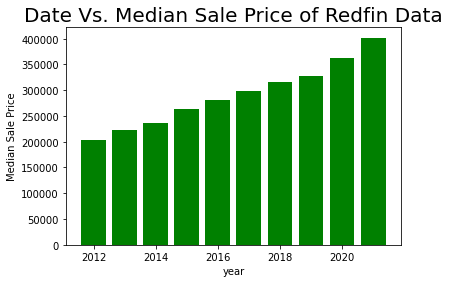 Date Vs. Median Sale Price of Redfin Data
400000
350000
300000
250000
200000
150000
100000
50000
0
Median Sale Price
2012 2014 2016 2018 2020
year